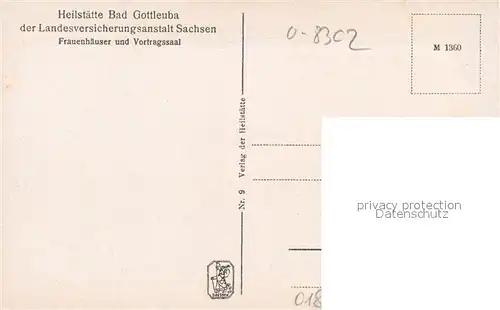 Heilstätte Bad Gottleuba
der Landesversicherungsanstalt Sachsen
Frauenhäuser und Vortragssaal
0-8302
M 1360
Nr. 9 Verlag der Heilstätte
privacy protection
Datenschutz
018